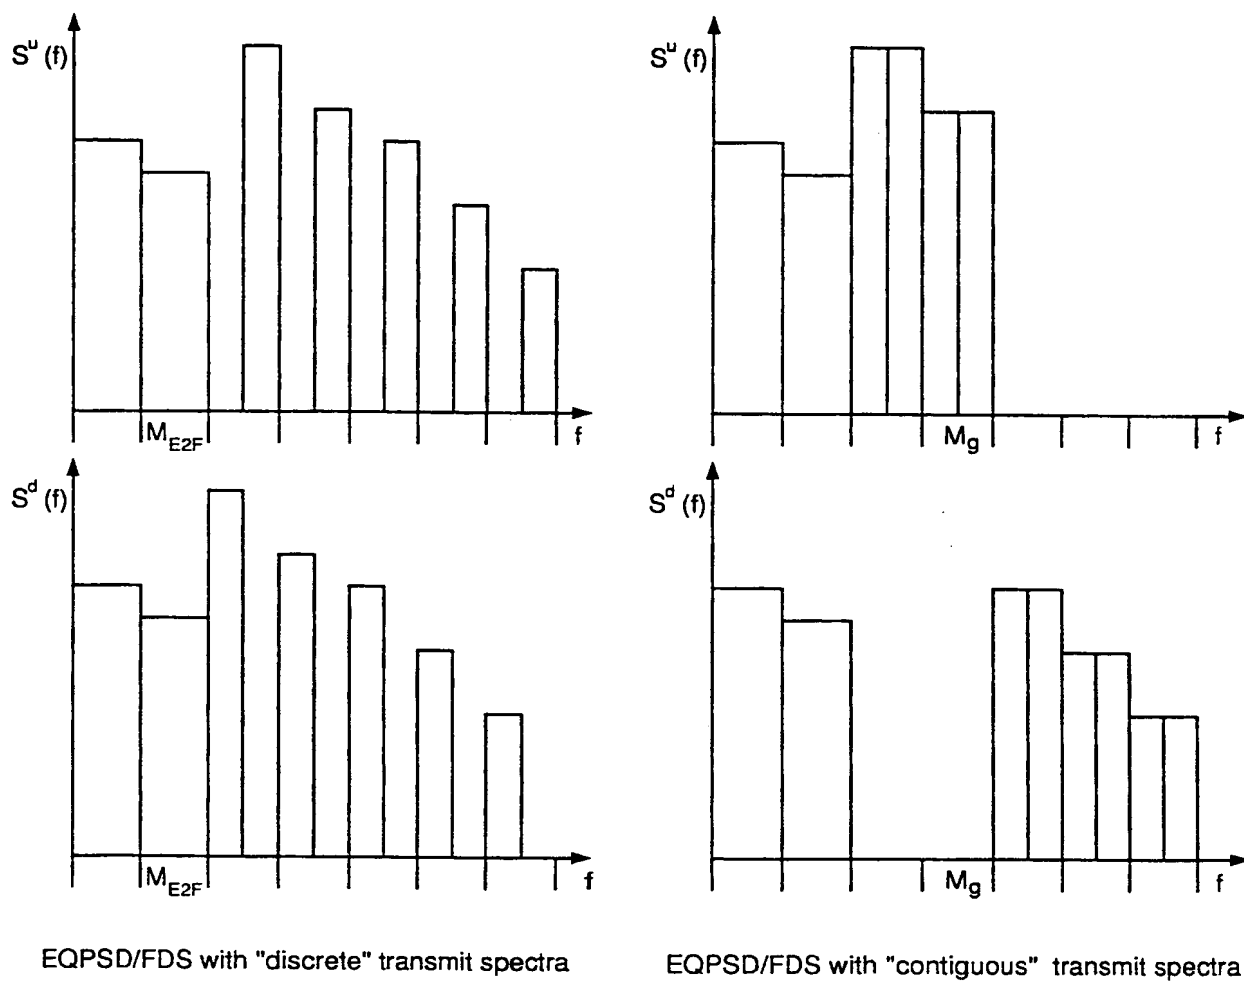 S^u (f)
M_E2F
f
S^u (f)
M_g
f
S^d (f)
M_E2F
f
S^d (f)
M_g
f
EQPSD/FDS with "discrete" transmit spectra
EQPSD/FDS with "contiguous" transmit spectra